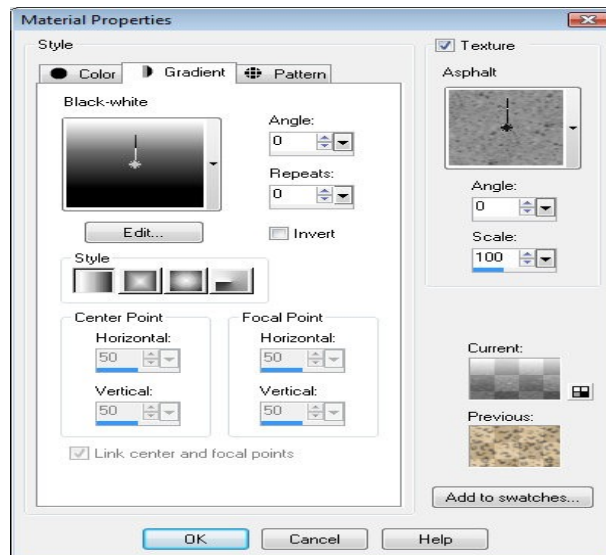 Material Properties
Style
Color
Gradient
Pattern
Black-white
Angle:
0
Repeats:
0
Edit...
Invert
Style
Center Point
Horizontal:
50
Vertical:
50
Focal Point
Horizontal:
50
Vertical:
50
Link center and focal points
Texture
Asphalt
Angle:
0
Scale:
100
Current:
Previous:
Add to swatches...
OK
Cancel
Help